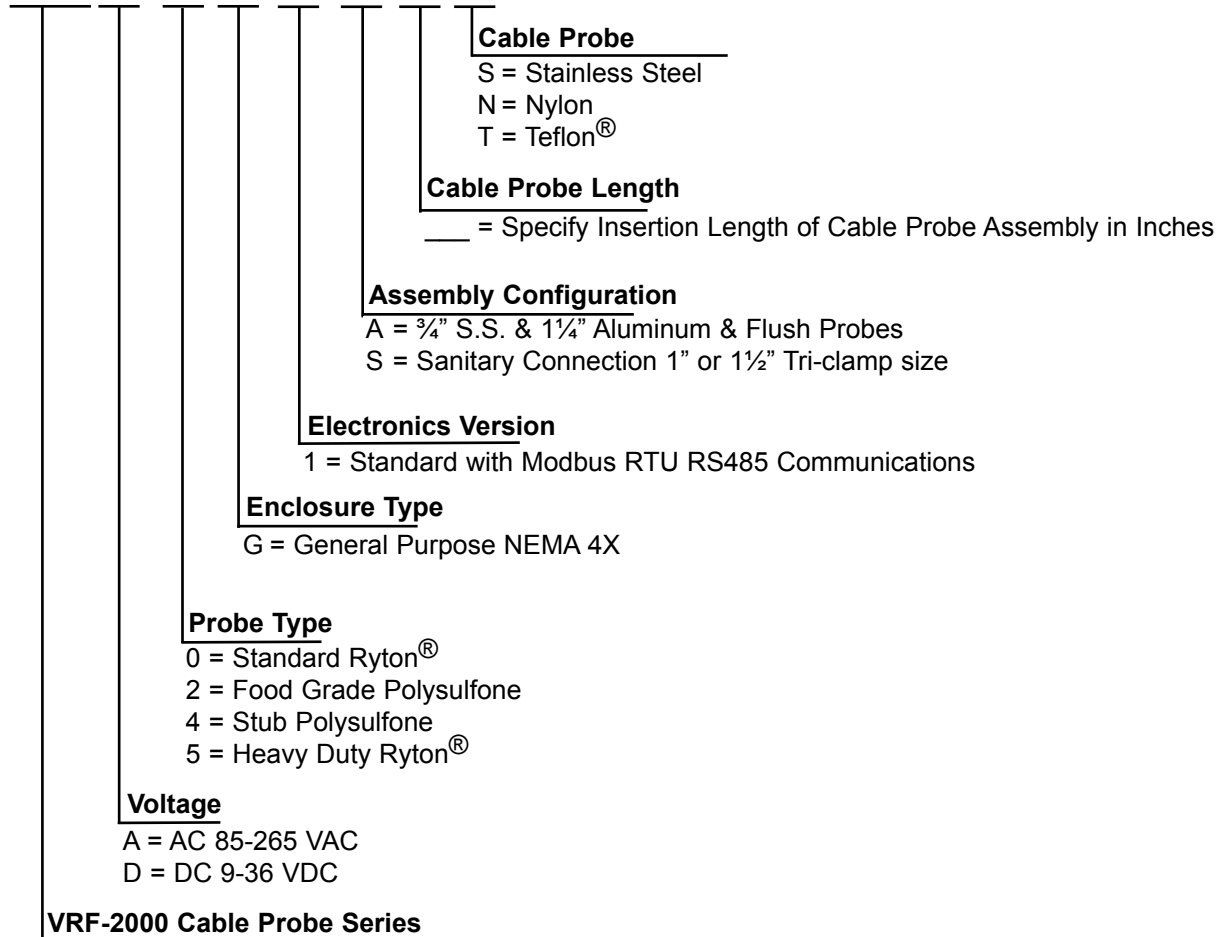 Cable Probe
S = Stainless Steel
N = Nylon
T = Teflon®
Cable Probe Length
___ = Specify Insertion Length of Cable Probe Assembly in Inches
Assembly Configuration
A = ¾” S.S. & 1¼” Aluminum & Flush Probes
S = Sanitary Connection 1” or 1½” Tri-clamp size
Electronics Version
1 = Standard with Modbus RTU RS485 Communications
Enclosure Type
G = General Purpose NEMA 4X
Probe Type
0 = Standard Ryton®
2 = Food Grade Polysulfone
4 = Stub Polysulfone
5 = Heavy Duty Ryton®
Voltage
A = AC 85-265 VAC
D = DC 9-36 VDC
VRF-2000 Cable Probe Series